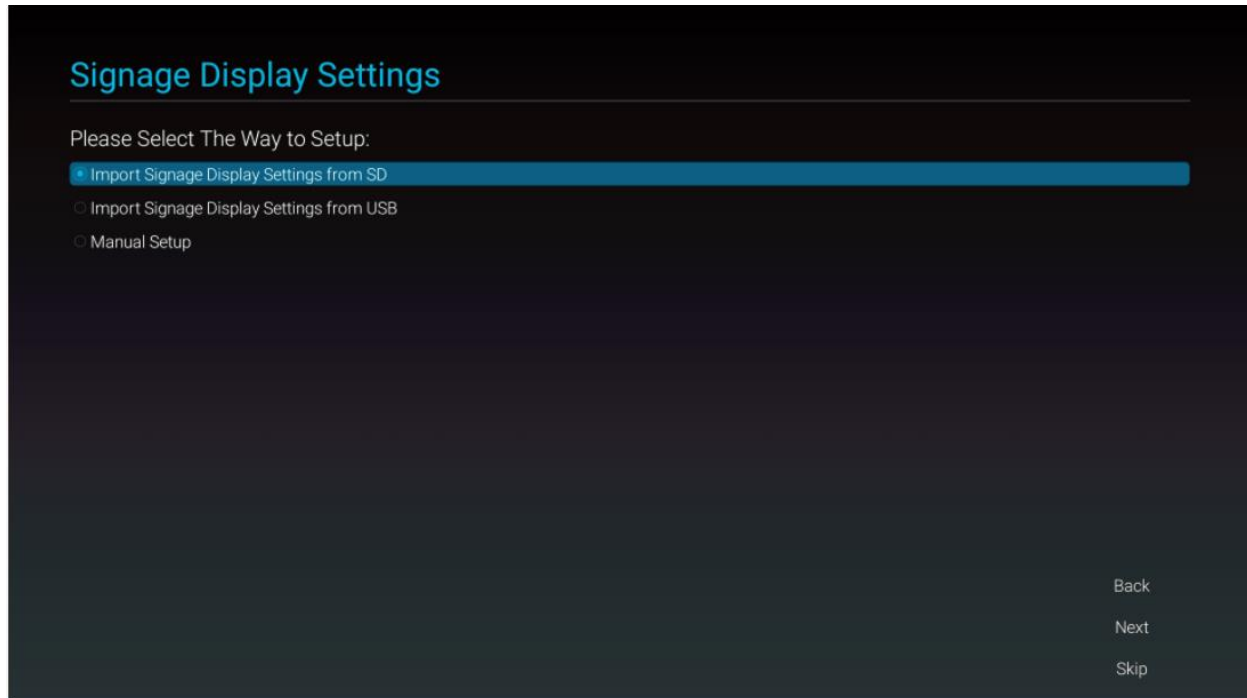 Signage Display Settings
Please Select The Way to Setup:
Import Signage Display Settings from SD
Import Signage Display Settings from USB
Manual Setup
Back
Next
Skip